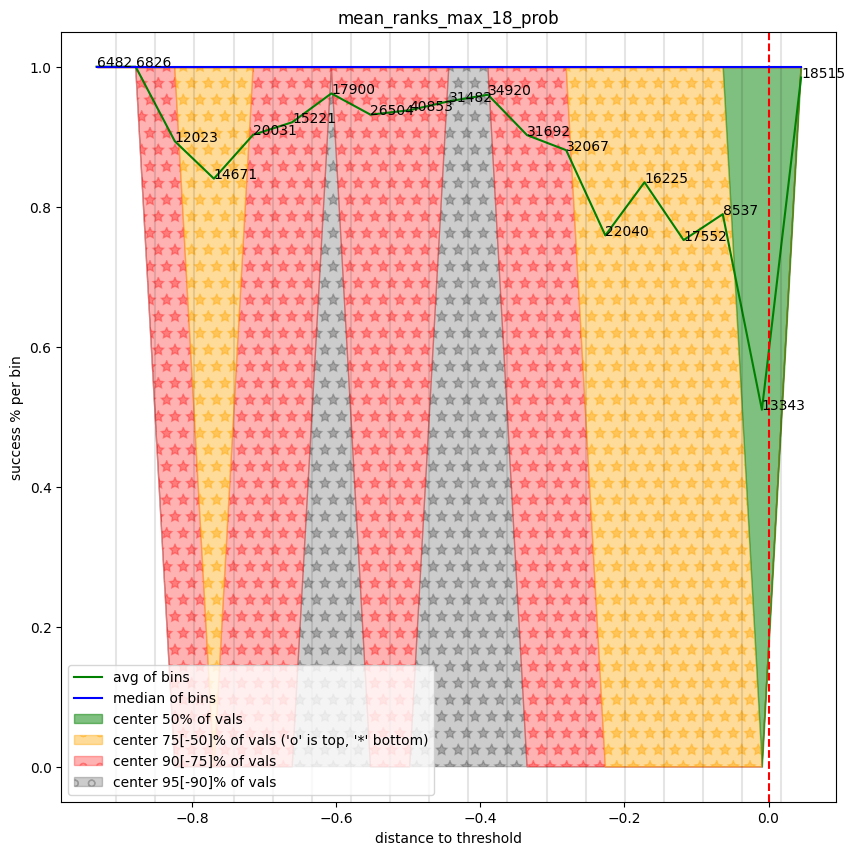 mean_ranks_max_18_prob
success % per bin
1.0
0.8
0.6
0.4
0.2
0.0
6482 6826
12023
14671
20031
15221
17900
26504
40853
31482
34920
31692
32067
22040
16225
17552
8537
13343
18515
avg of bins
median of bins
center 50% of vals
center 75[-50]% of vals ('o' is top, '*' bottom)
center 90[-75]% of vals
center 95[-90]% of vals
−0.8 −0.6 −0.4 −0.2 0.0
distance to threshold